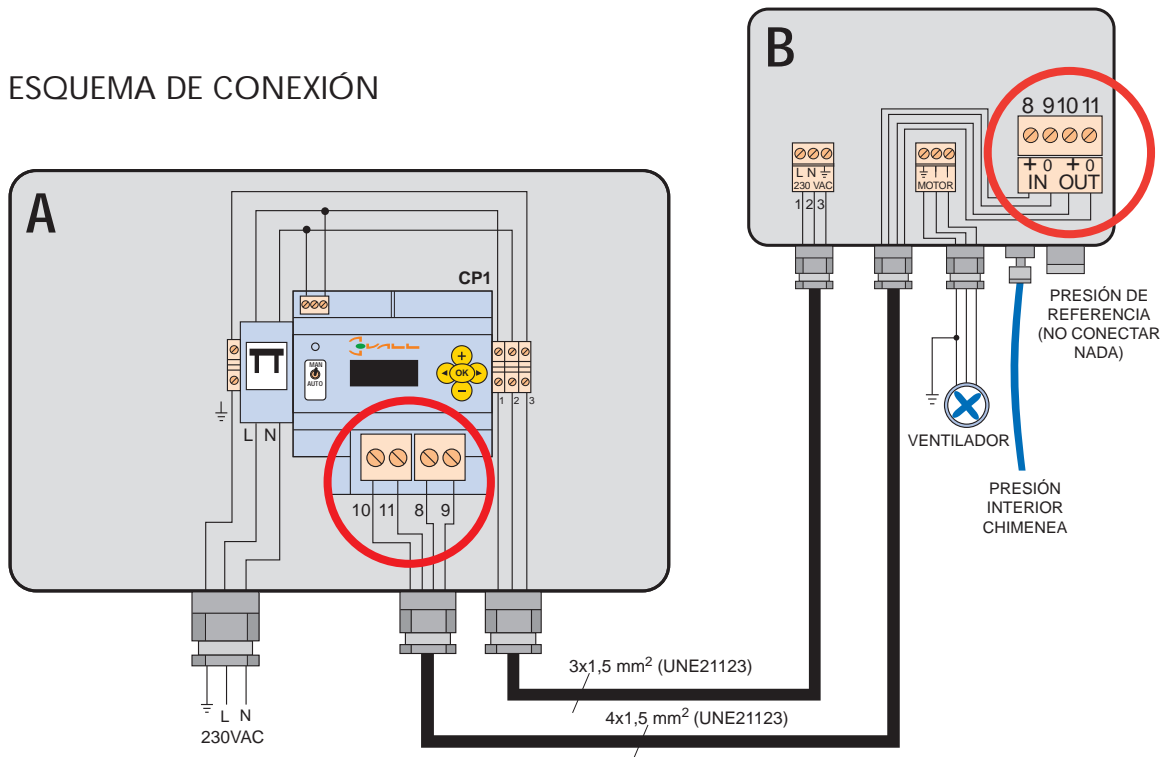 ESQUEMA DE CONEXIÓN
A
CP1
MAN
AUTO
+
OK
−
L N
1 2 3
10 11 8 9
L N
230VAC
3x1,5 mm² (UNE21123)
4x1,5 mm² (UNE21123)
B
L N
230 VAC
1 2 3
MOTOR
8 9 10 11
+ 0 + 0
IN OUT
VENTILADOR
PRESIÓN
INTERIOR
CHIMENEA
PRESIÓN DE
REFERENCIA
(NO CONECTAR
NADA)